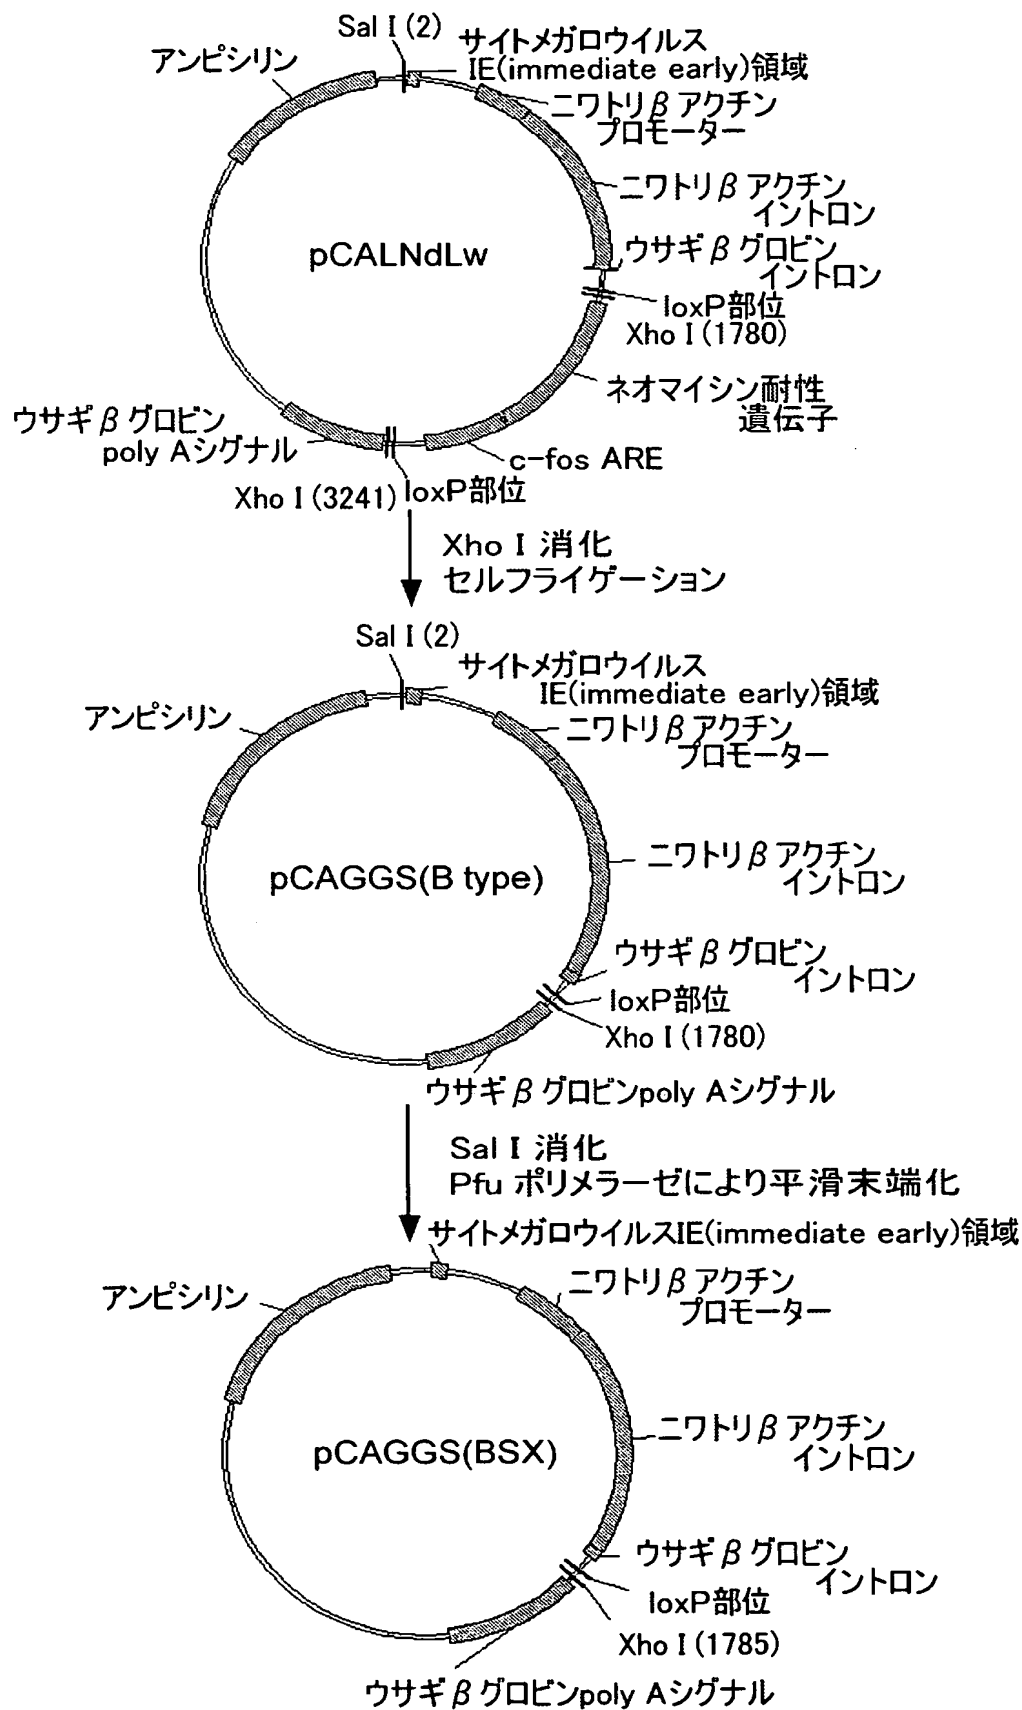 Sal I (2)
サイトメガロウイルス
IE(immediate early)領域
アンピシリン
ニワトリβ アクチン
プロモーター
ニワトリβ アクチン
イントロン
pCALNdLw
ウサギβ グロビン
イントロン
loxP部位
Xho I (1780)
ネオマイシン耐性
遺伝子
ウサギβ グロビン
poly Aシグナル
c-fos ARE
Xho I (3241)
loxP部位
Xho I 消化
セルフライゲーション
Sal I (2)
サイトメガロウイルス
IE(immediate early)領域
アンピシリン
ニワトリβ アクチン
プロモーター
ニワトリβ アクチン
イントロン
pCAGGS(B type)
ウサギβ グロビン
イントロン
loxP部位
Xho I (1780)
ウサギβ グロビンpoly Aシグナル
Sal I 消化
Pfu ポリメラーゼにより平滑末端化
サイトメガロウイルスIE(immediate early)領域
アンピシリン
ニワトリβ アクチン
プロモーター
ニワトリβ アクチン
イントロン
pCAGGS(BSX)
ウサギβ グロビン
イントロン
loxP部位
Xho I (1785)
ウサギβ グロビンpoly Aシグナル